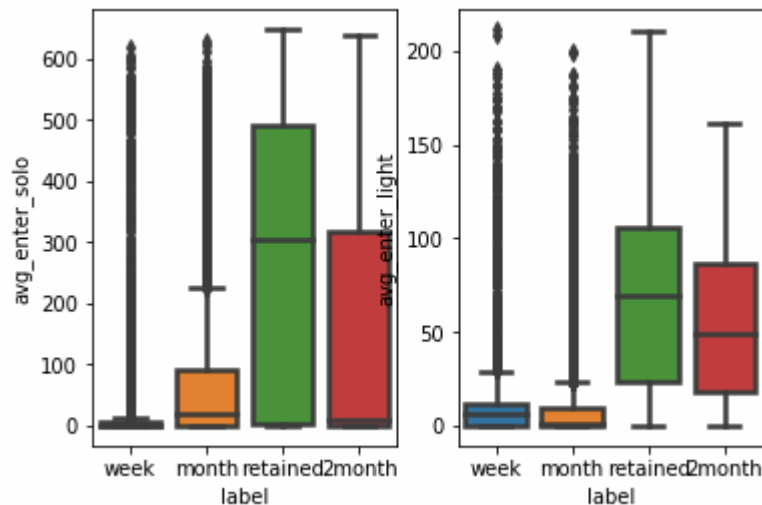 avg_enter_solo
600
500
400
300
200
100
0
week month retained 2month
label
avg_enter_light
200
150
100
50
0
week month retained 2month
label